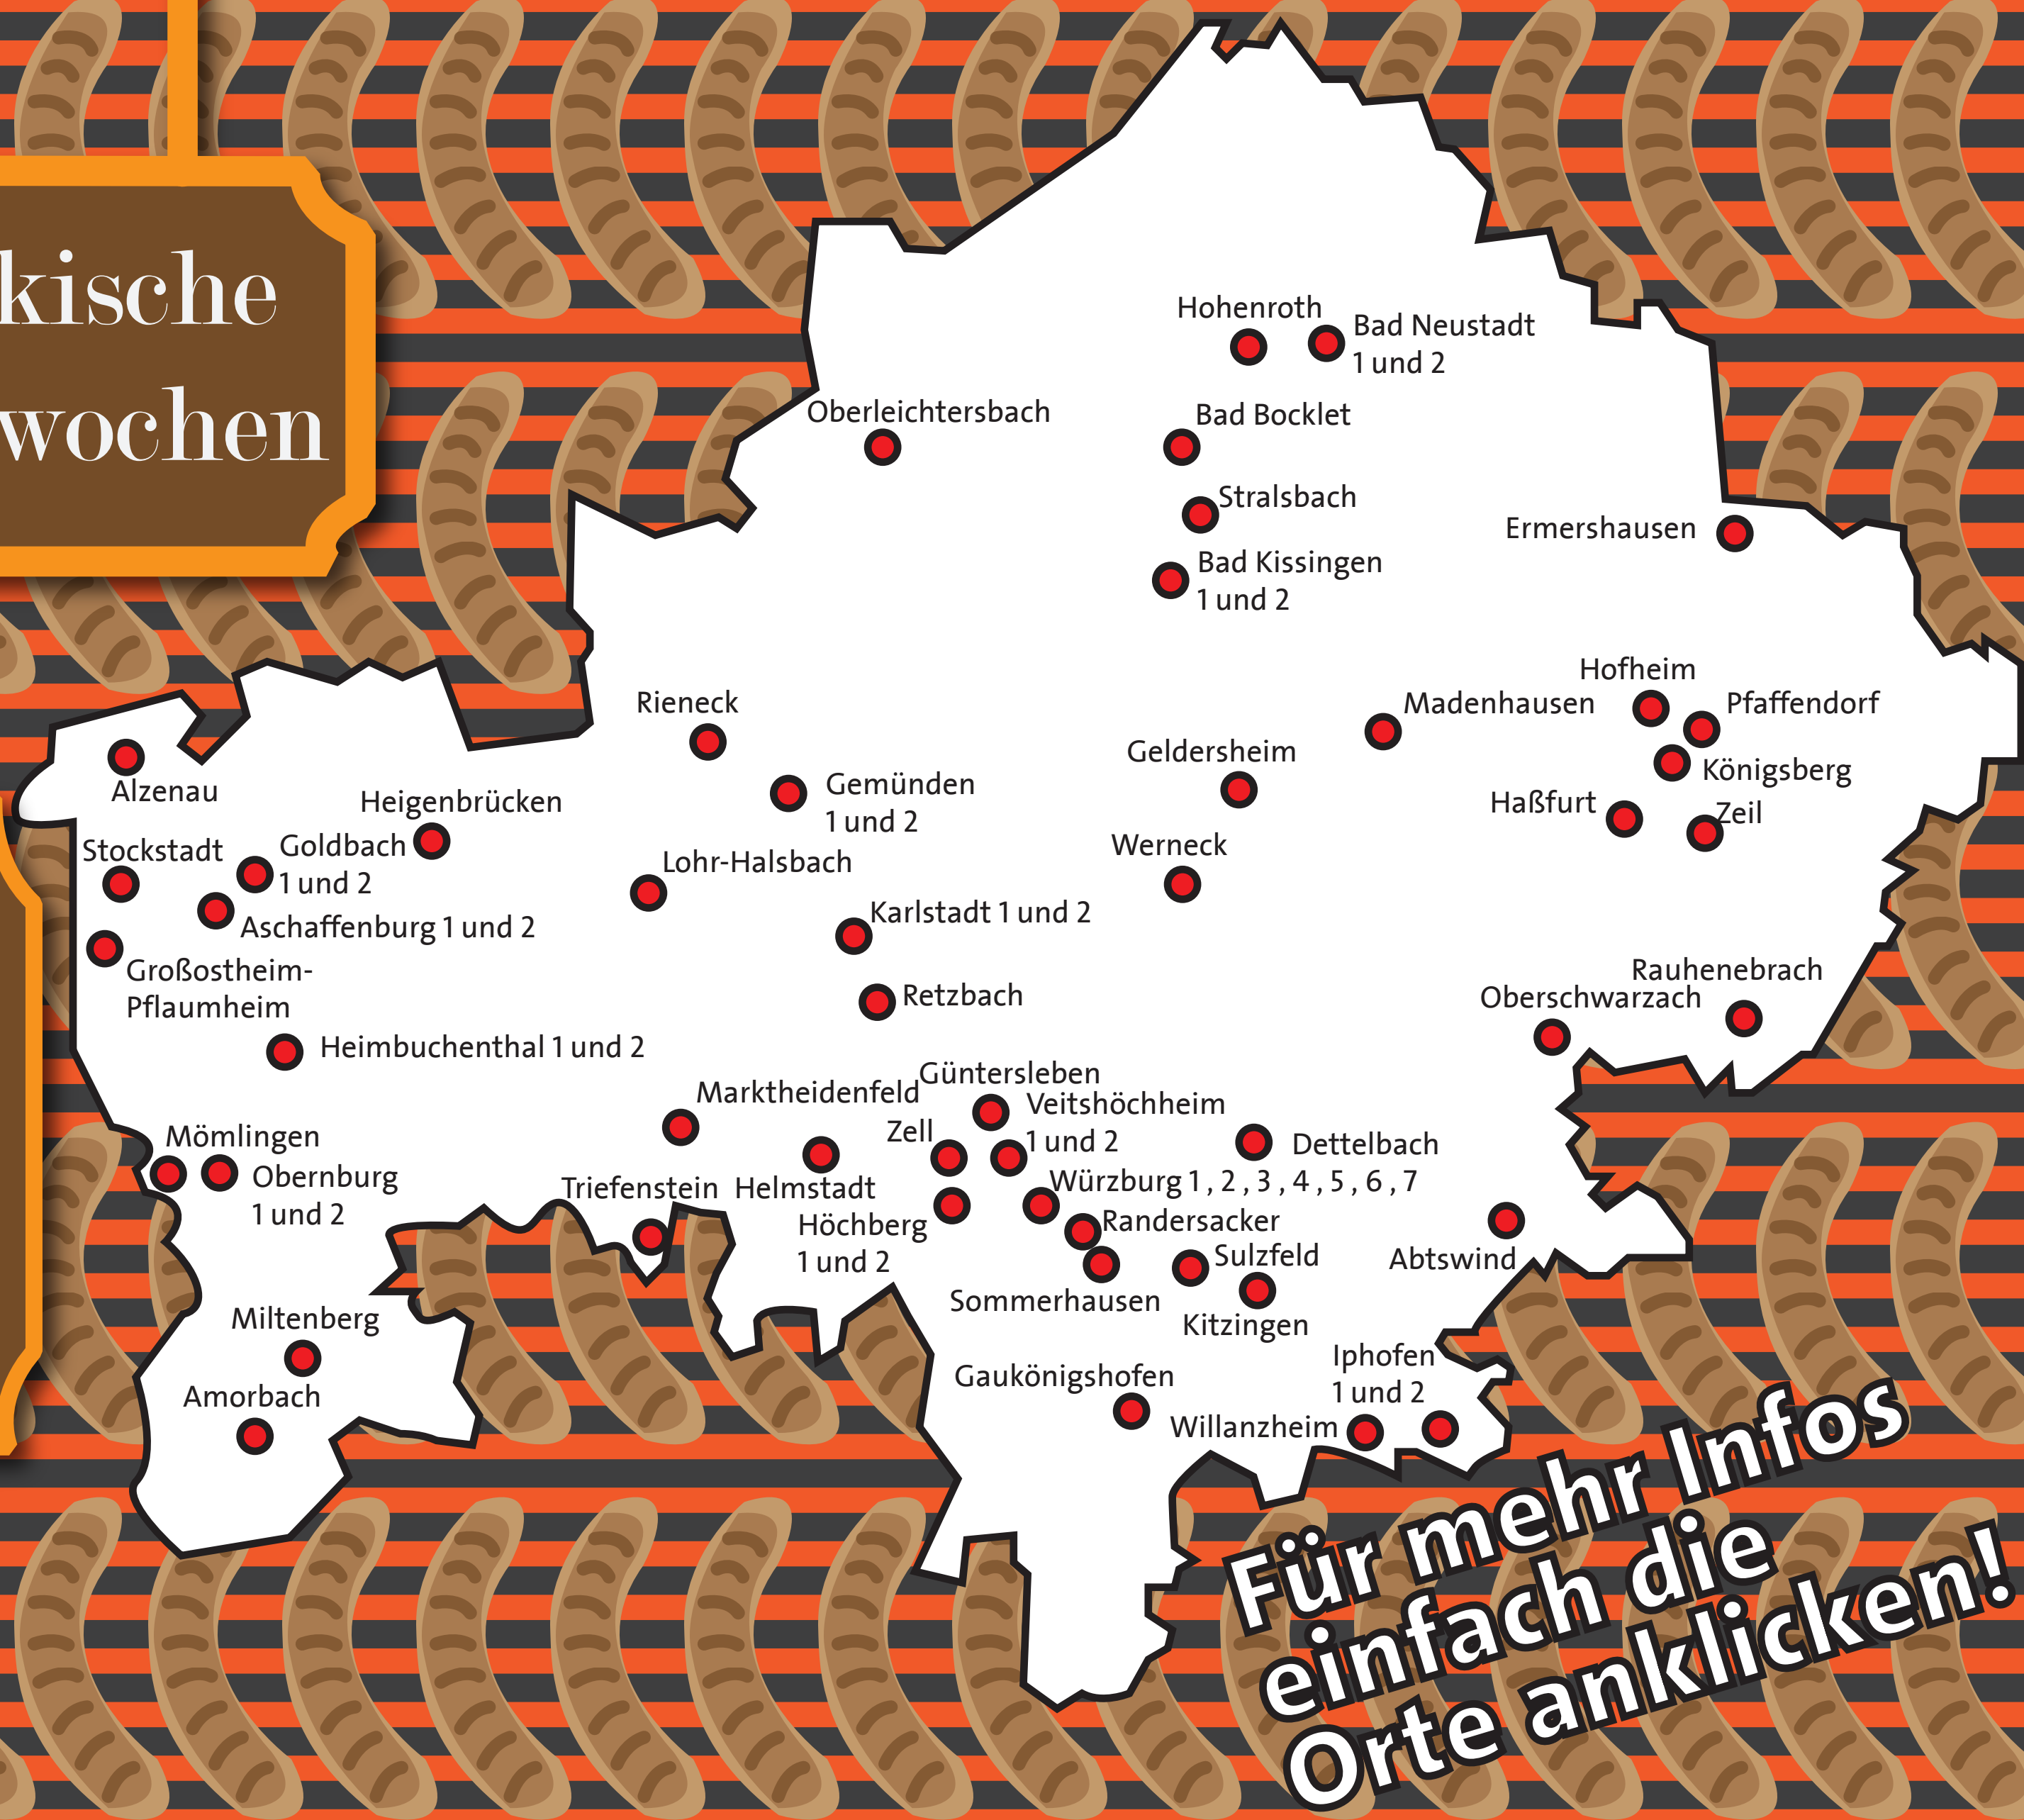 kische
wochen
Hohenroth
Bad Neustadt
1 und 2
Oberleichtersbach
Bad Bocklet
Stralsbach
Ermershausen
Bad Kissingen
1 und 2
Hofheim
Rieneck
Madenhausen
Pfaffendorf
Geldersheim
Königsberg
Alzenau
Gemünden
1 und 2
Heigenbrücken
Haßfurt
Zeil
Stockstadt
Goldbach
1 und 2
Werneck
Lohr-Halsbach
Karlstadt 1 und 2
Aschaffenburg 1 und 2
Großostheim-
Pflaumheim
Rauhenebrach
Retzbach
Oberschwarzach
Heimbuchenthal 1 und 2
Güntersleben
Marktheidenfeld
Veitshöchheim
1 und 2
Zell
Mömlingen
Dettelbach
Obernburg
1 und 2
Triefenstein
Helmstadt
Würzburg 1 , 2 , 3 , 4 , 5 , 6 , 7
Höchberg
1 und 2
Randersacker
Sulzfeld
Abtswind
Sommerhausen
Miltenberg
Kitzingen
Iphofen
1 und 2
Gaukönigshofen
Amorbach
Willanzheim
Für mehr Infos
einfach die
Orte anklicken!